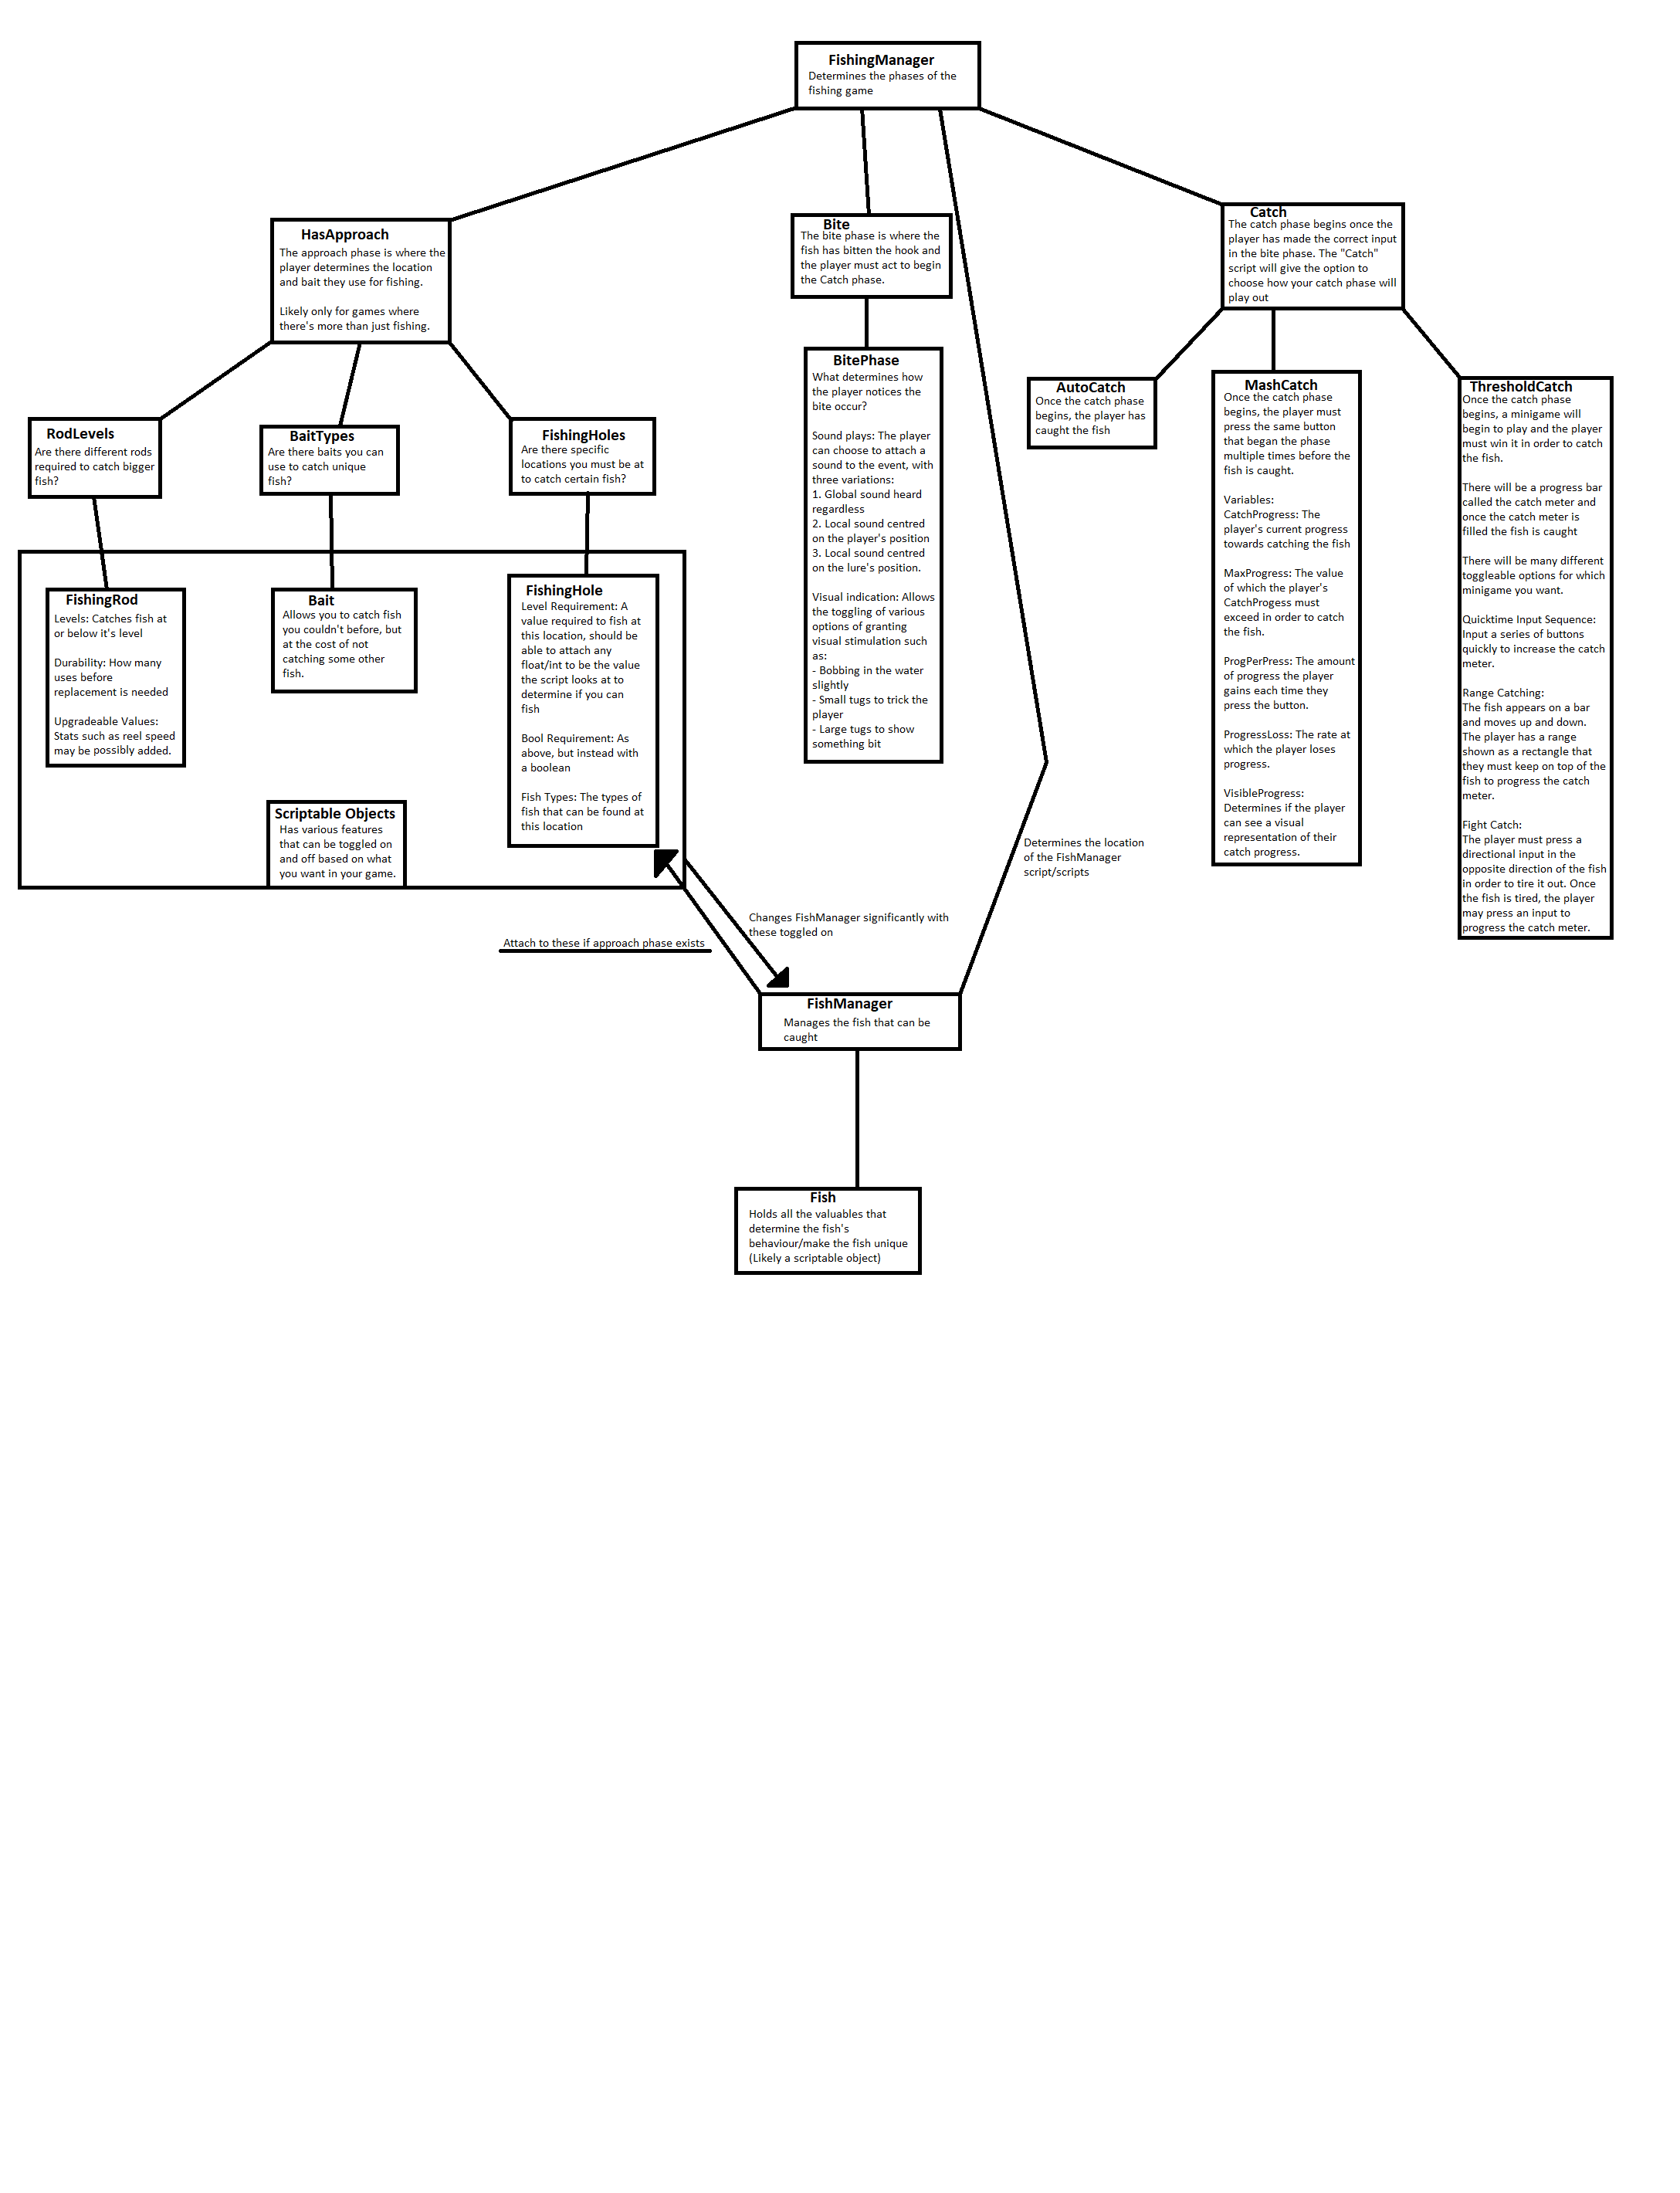 FishingManager
Determines the phases of the
fishing game
HasApproach
The approach phase is where the
player determines the location
and bait they use for fishing.
Likely only for games where
there's more than just fishing.
Bite
The bite phase is where the
fish has bitten the hook and
the player must act to begin
the Catch phase.
Catch
The catch phase begins once the
player has made the correct input
in the bite phase. The "Catch"
script will give the option to
choose how your catch phase will
play out
RodLevels
Are there different rods
required to catch bigger
fish?
BaitTypes
Are there baits you can
use to catch unique
fish?
FishingHoles
Are there specific
locations you must be at
to catch certain fish?
BitePhase
What determines how
the player notices the
bite occur?
Sound plays: The player
can choose to attach a
sound to the event, with
three variations:
1. Global sound heard
regardless
2. Local sound centred
on the player's position
3. Local sound centred
on the lure's position.
Visual indication: Allows
the toggling of various
options of granting
visual stimulation such
as:
- Bobbing in the water
slightly
- Small tugs to trick the
player
- Large tugs to show
something bit
AutoCatch
Once the catch phase
begins, the player has
caught the fish
MashCatch
Once the catch phase
begins, the player must
press the same button
that began the phase
multiple times before the
fish is caught.
Variables:
CatchProgress: The
player's current progress
towards catching the fish
MaxProgress: The value
of which the player's
CatchProgess must
exceed in order to catch
the fish.
ProgPerPress: The amount
of progress the player
gains each time they
press the button.
ProgressLoss: The rate at
which the player loses
progress.
VisibleProgress:
Determines if the player
can see a visual
representation of their
catch progress.
ThresholdCatch
Once the catch phase
begins, a minigame will
begin to play and the player
must win it in order to catch
the fish.
There will be a progress bar
called the catch meter and
once the catch meter is
filled the fish is caught
There will be many different
toggleable options for which
minigame you want.
Quicktime Input Sequence:
Input a series of buttons
quickly to increase the catch
meter.
Range Catching:
The fish appears on a bar
and moves up and down.
The player has a range
shown as a rectangle that
they must keep on top of the
fish to progress the catch
meter.
Fight Catch:
The player must press a
directional input in the
opposite direction of the fish
in order to tire it out. Once
the fish is tired, the player
may press an input to
progress the catch meter.
FishingRod
Levels: Catches fish at
or below it's level
Durability: How many
uses before
replacement is needed
Upgradeable Values:
Stats such as reel speed
may be possibly added.
Bait
Allows you to catch fish
you couldn't before, but
at the cost of not
catching some other
fish.
FishingHole
Level Requirement: A
value required to fish at
this location, should be
able to attach any
float/int to be the value
the script looks at to
determine if you can
fish
Bool Requirement: As
above, but instead with
a boolean
Fish Types: The types of
fish that can be found at
this location
Scriptable Objects
Has various features
that can be toggled on
and off based on what
you want in your game.
Determines the location
of the FishManager
script/scripts
Changes FishManager significantly with
these toggled on
Attach to these if approach phase exists
FishManager
Manages the fish that can be
caught
Fish
Holds all the valuables that
determine the fish's
behaviour/make the fish unique
(Likely a scriptable object)